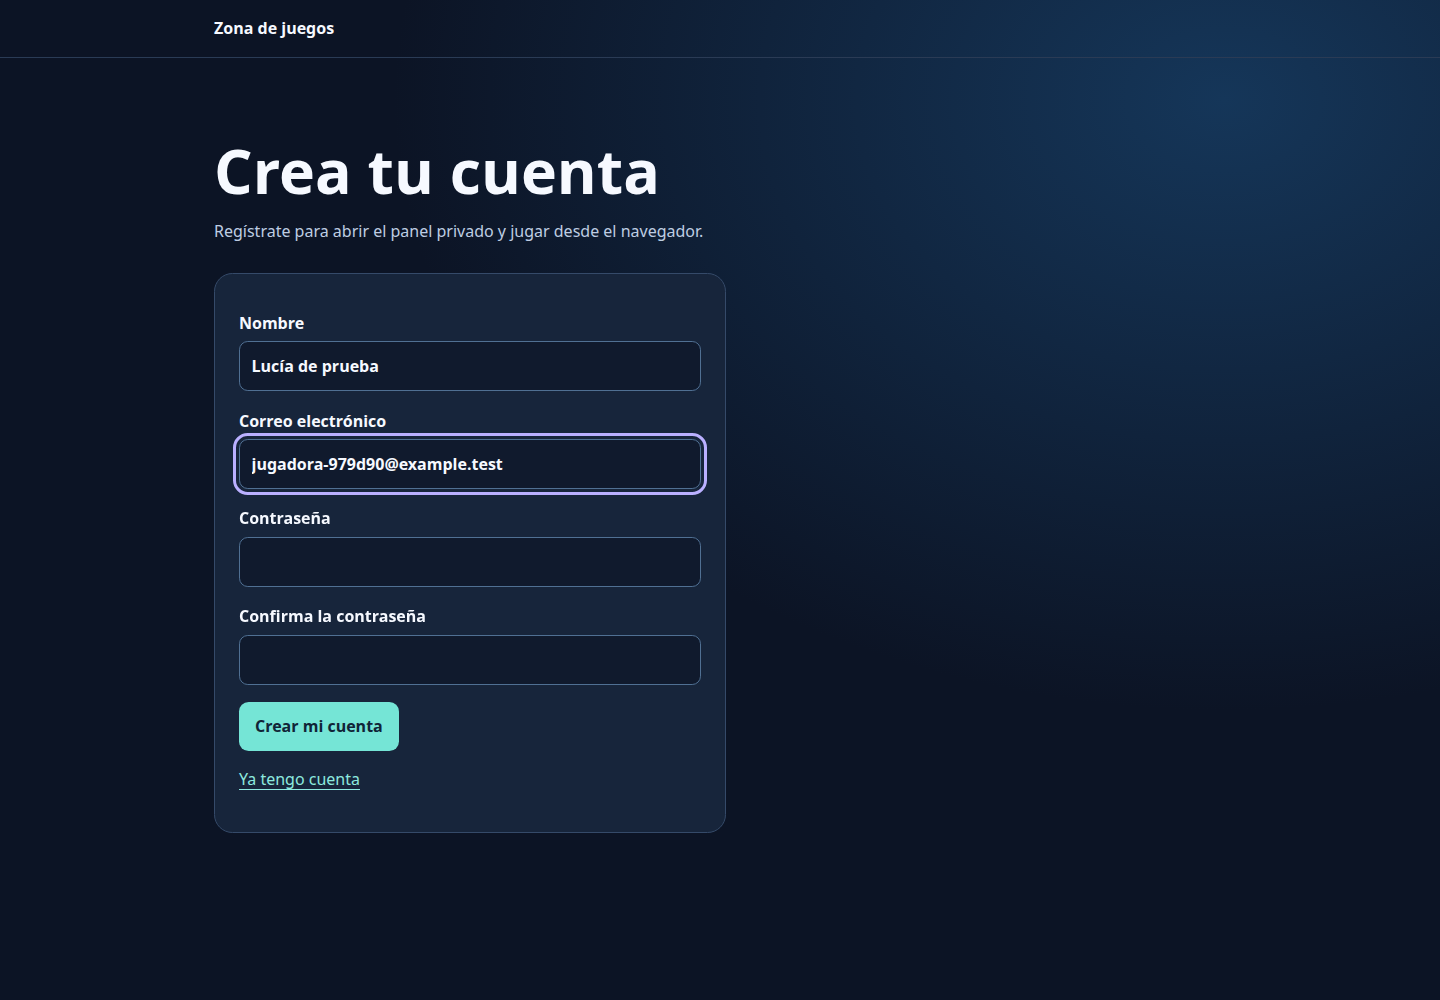 Zona de juegos
Crea tu cuenta
Regístrate para abrir el panel privado y jugar desde el navegador.
Nombre
Lucía de prueba
Correo electrónico
jugadora-979d90@example.test
Contraseña
Confirma la contraseña
Crear mi cuenta
Ya tengo cuenta